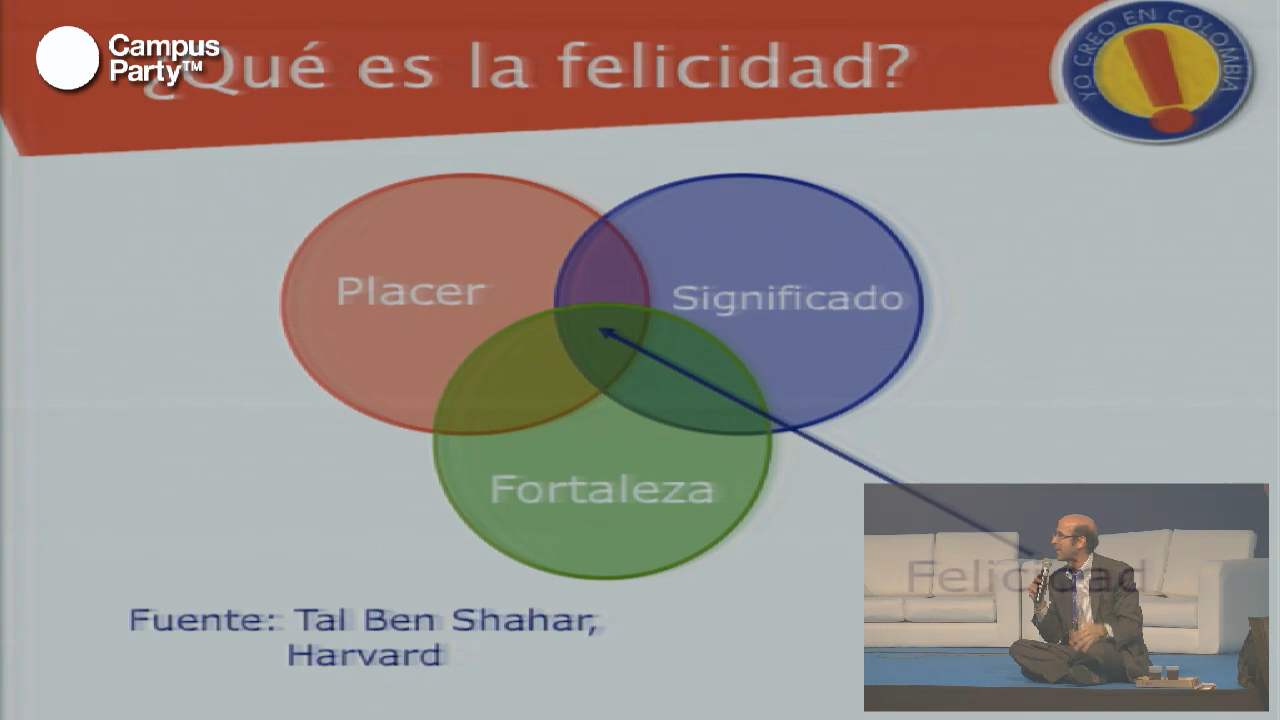 Campus
Party™
¿Qué es la felicidad?
YO CREO EN COLOMBIA
Placer
Significado
Fortaleza
Felicidad
Fuente: Tal Ben Shahar,
Harvard